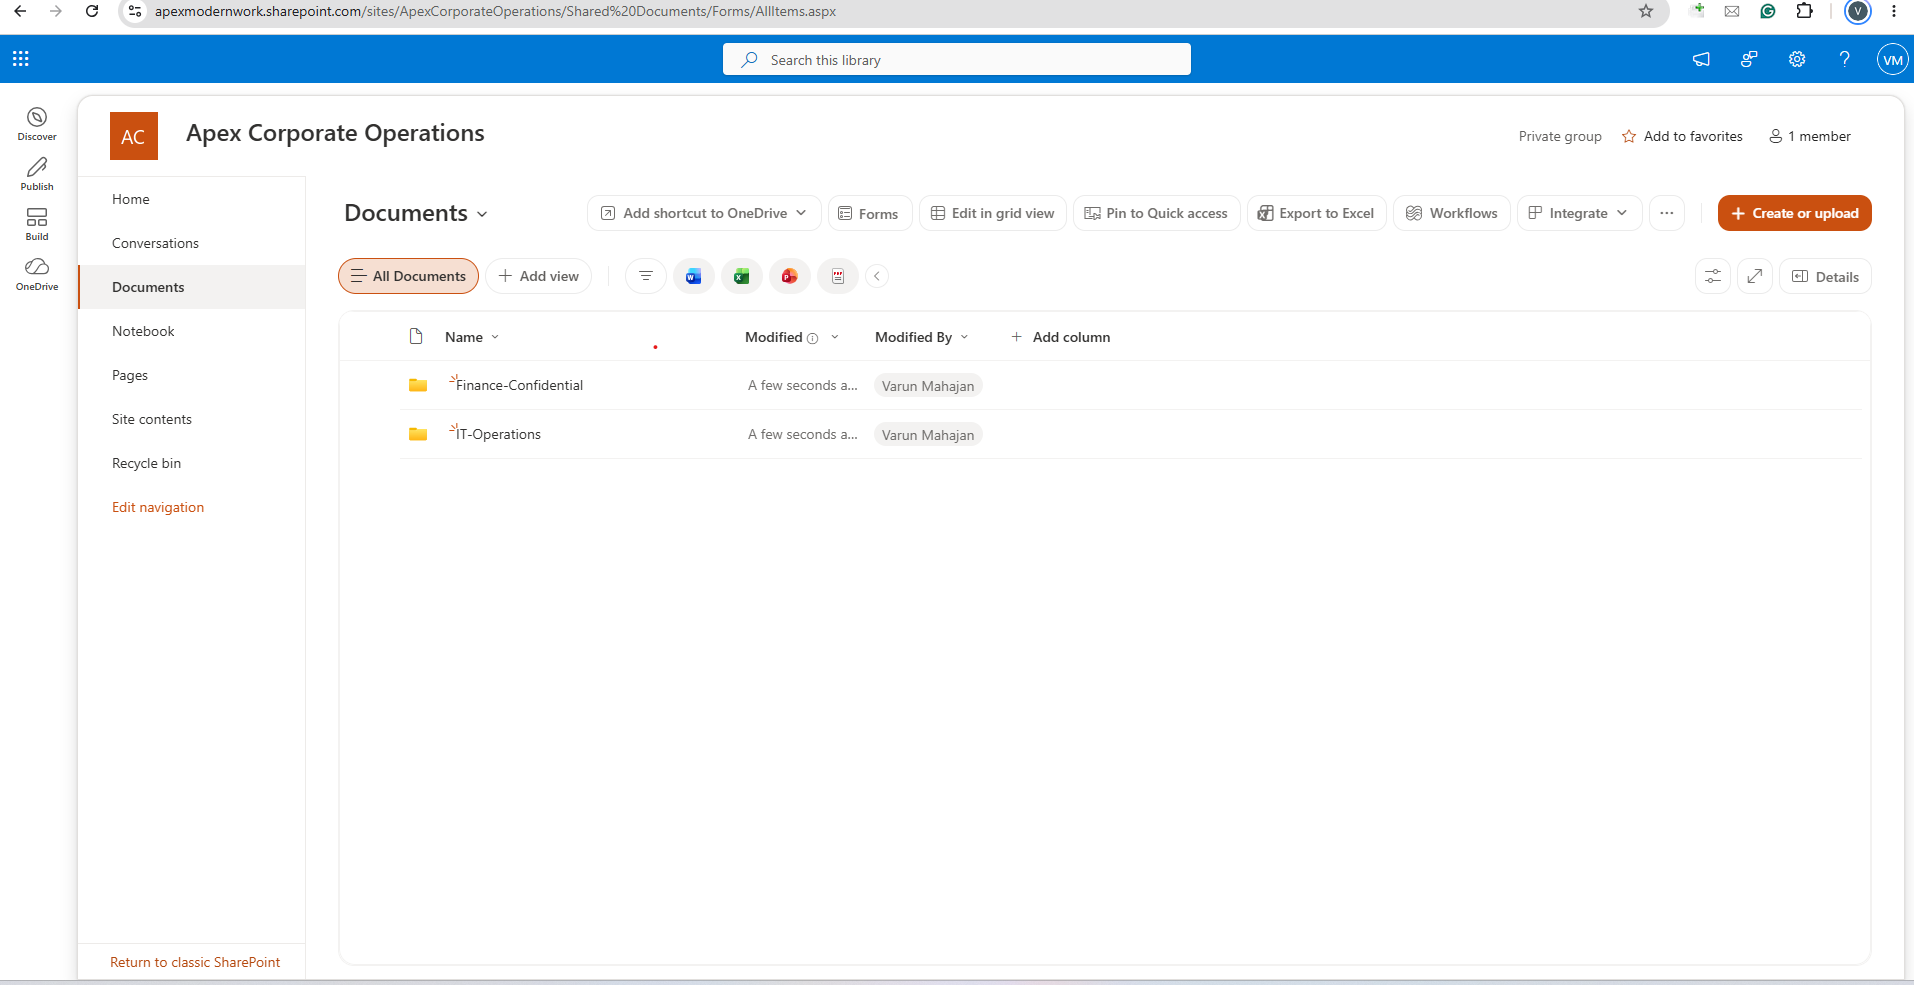 apexmodernwork.sharepoint.com/sites/ApexCorporateOperations/Shared%20Documents/Forms/AllItems.aspx
V
Search this library
VM
Discover
Publish
Build
OneDrive
AC
Apex Corporate Operations
Private group
Add to favorites
1 member
Home
Conversations
Documents
Notebook
Pages
Site contents
Recycle bin
Edit navigation
Return to classic SharePoint
Documents
Add shortcut to OneDrive
Forms
Edit in grid view
Pin to Quick access
Export to Excel
Workflows
Integrate
...
Create or upload
All Documents
Add view
Details
Name
Modified
Modified By
Add column
Finance-Confidential
A few seconds a...
Varun Mahajan
IT-Operations
A few seconds a...
Varun Mahajan